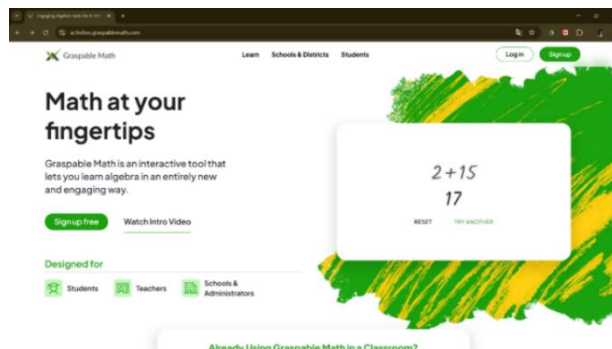 activities.graspablemath.com
Graspable Math
Learn Schools & Districts Students
Log in Sign up
Math at your
fingertips
Graspable Math is an interactive tool that
lets you learn algebra in an entirely new
and engaging way.
Sign up free Watch Intro Video
2+15
17
RESET TRY ANOTHER
Designed for
Students Teachers Schools &
Administrators
Already Using Graspable Math in a Classroom?